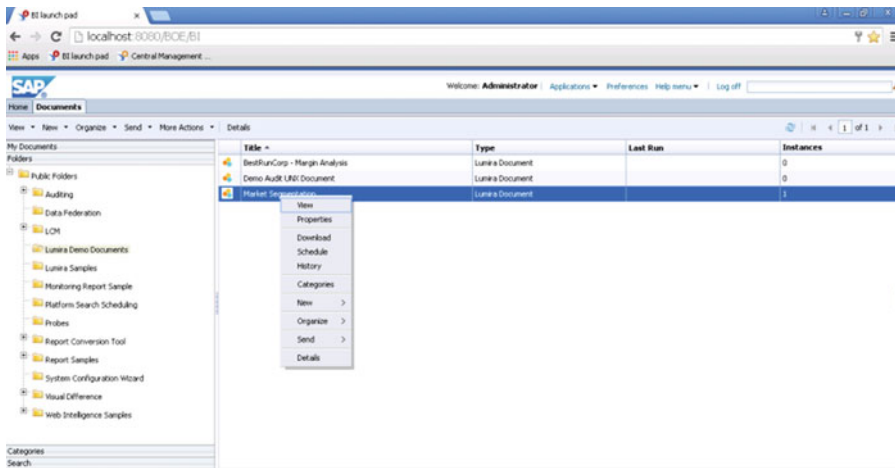 BI launch pad
localhost:8080/BOE/BI
Apps BI launch pad Central Management ...
SAP
Welcome: Administrator | Applications Preferences Help menu | Log off
Home Documents
View New Organize Send More Actions Details 1 of 1
My Documents
Folders
Public Folders
Auditing
Data Federation
LCM
Lumira Demo Documents
Lumira Samples
Monitoring Report Sample
Platform Search Scheduling
Probes
Report Conversion Tool
Report Samples
System Configuration Wizard
Visual Difference
Web Intelligence Samples
Categories
Search
Title Type Last Run Instances
BestRunCorp - Margin Analysis Lumira Document 0
Demo Audit UNX Document Lumira Document 0
Market Segmentation Lumira Document 1
View
Properties
Download
Schedule
History
Categories
New >
Organize >
Send >
Details